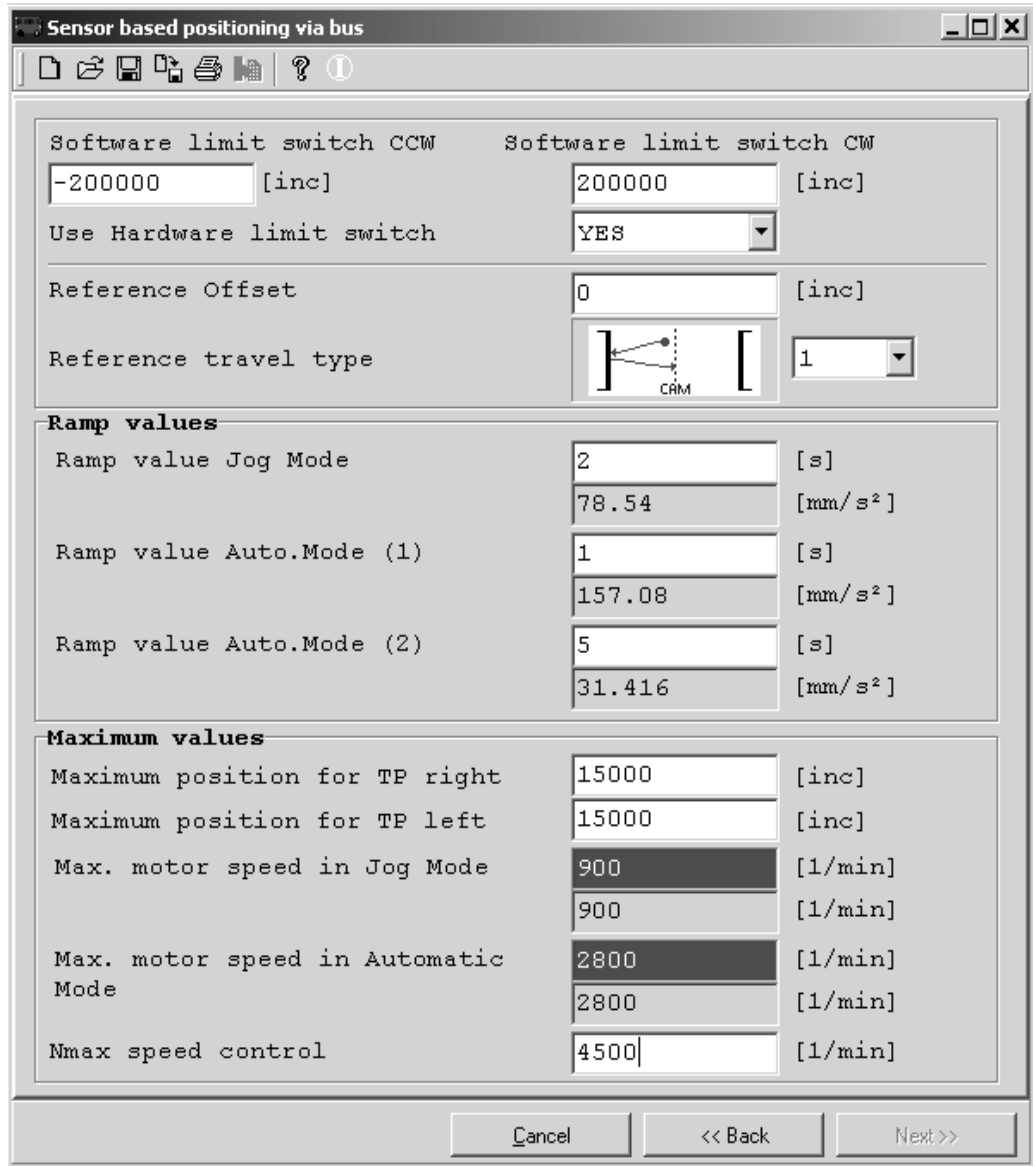 Sensor based positioning via bus
Software limit switch CCW Software limit switch CW
-200000 [inc] 200000 [inc]
Use Hardware limit switch YES
Reference Offset 0 [inc]
Reference travel type CAM 1
Ramp values
Ramp value Jog Mode 2 [s]
78.54 [mm/s²]
Ramp value Auto.Mode (1) 1 [s]
157.08 [mm/s²]
Ramp value Auto.Mode (2) 5 [s]
31.416 [mm/s²]
Maximum values
Maximum position for TP right 15000 [inc]
Maximum position for TP left 15000 [inc]
Max. motor speed in Jog Mode 900 [1/min]
900 [1/min]
Max. motor speed in Automatic 2800 [1/min]
Mode 2800 [1/min]
Nmax speed control 4500 [1/min]
Cancel << Back Next >>